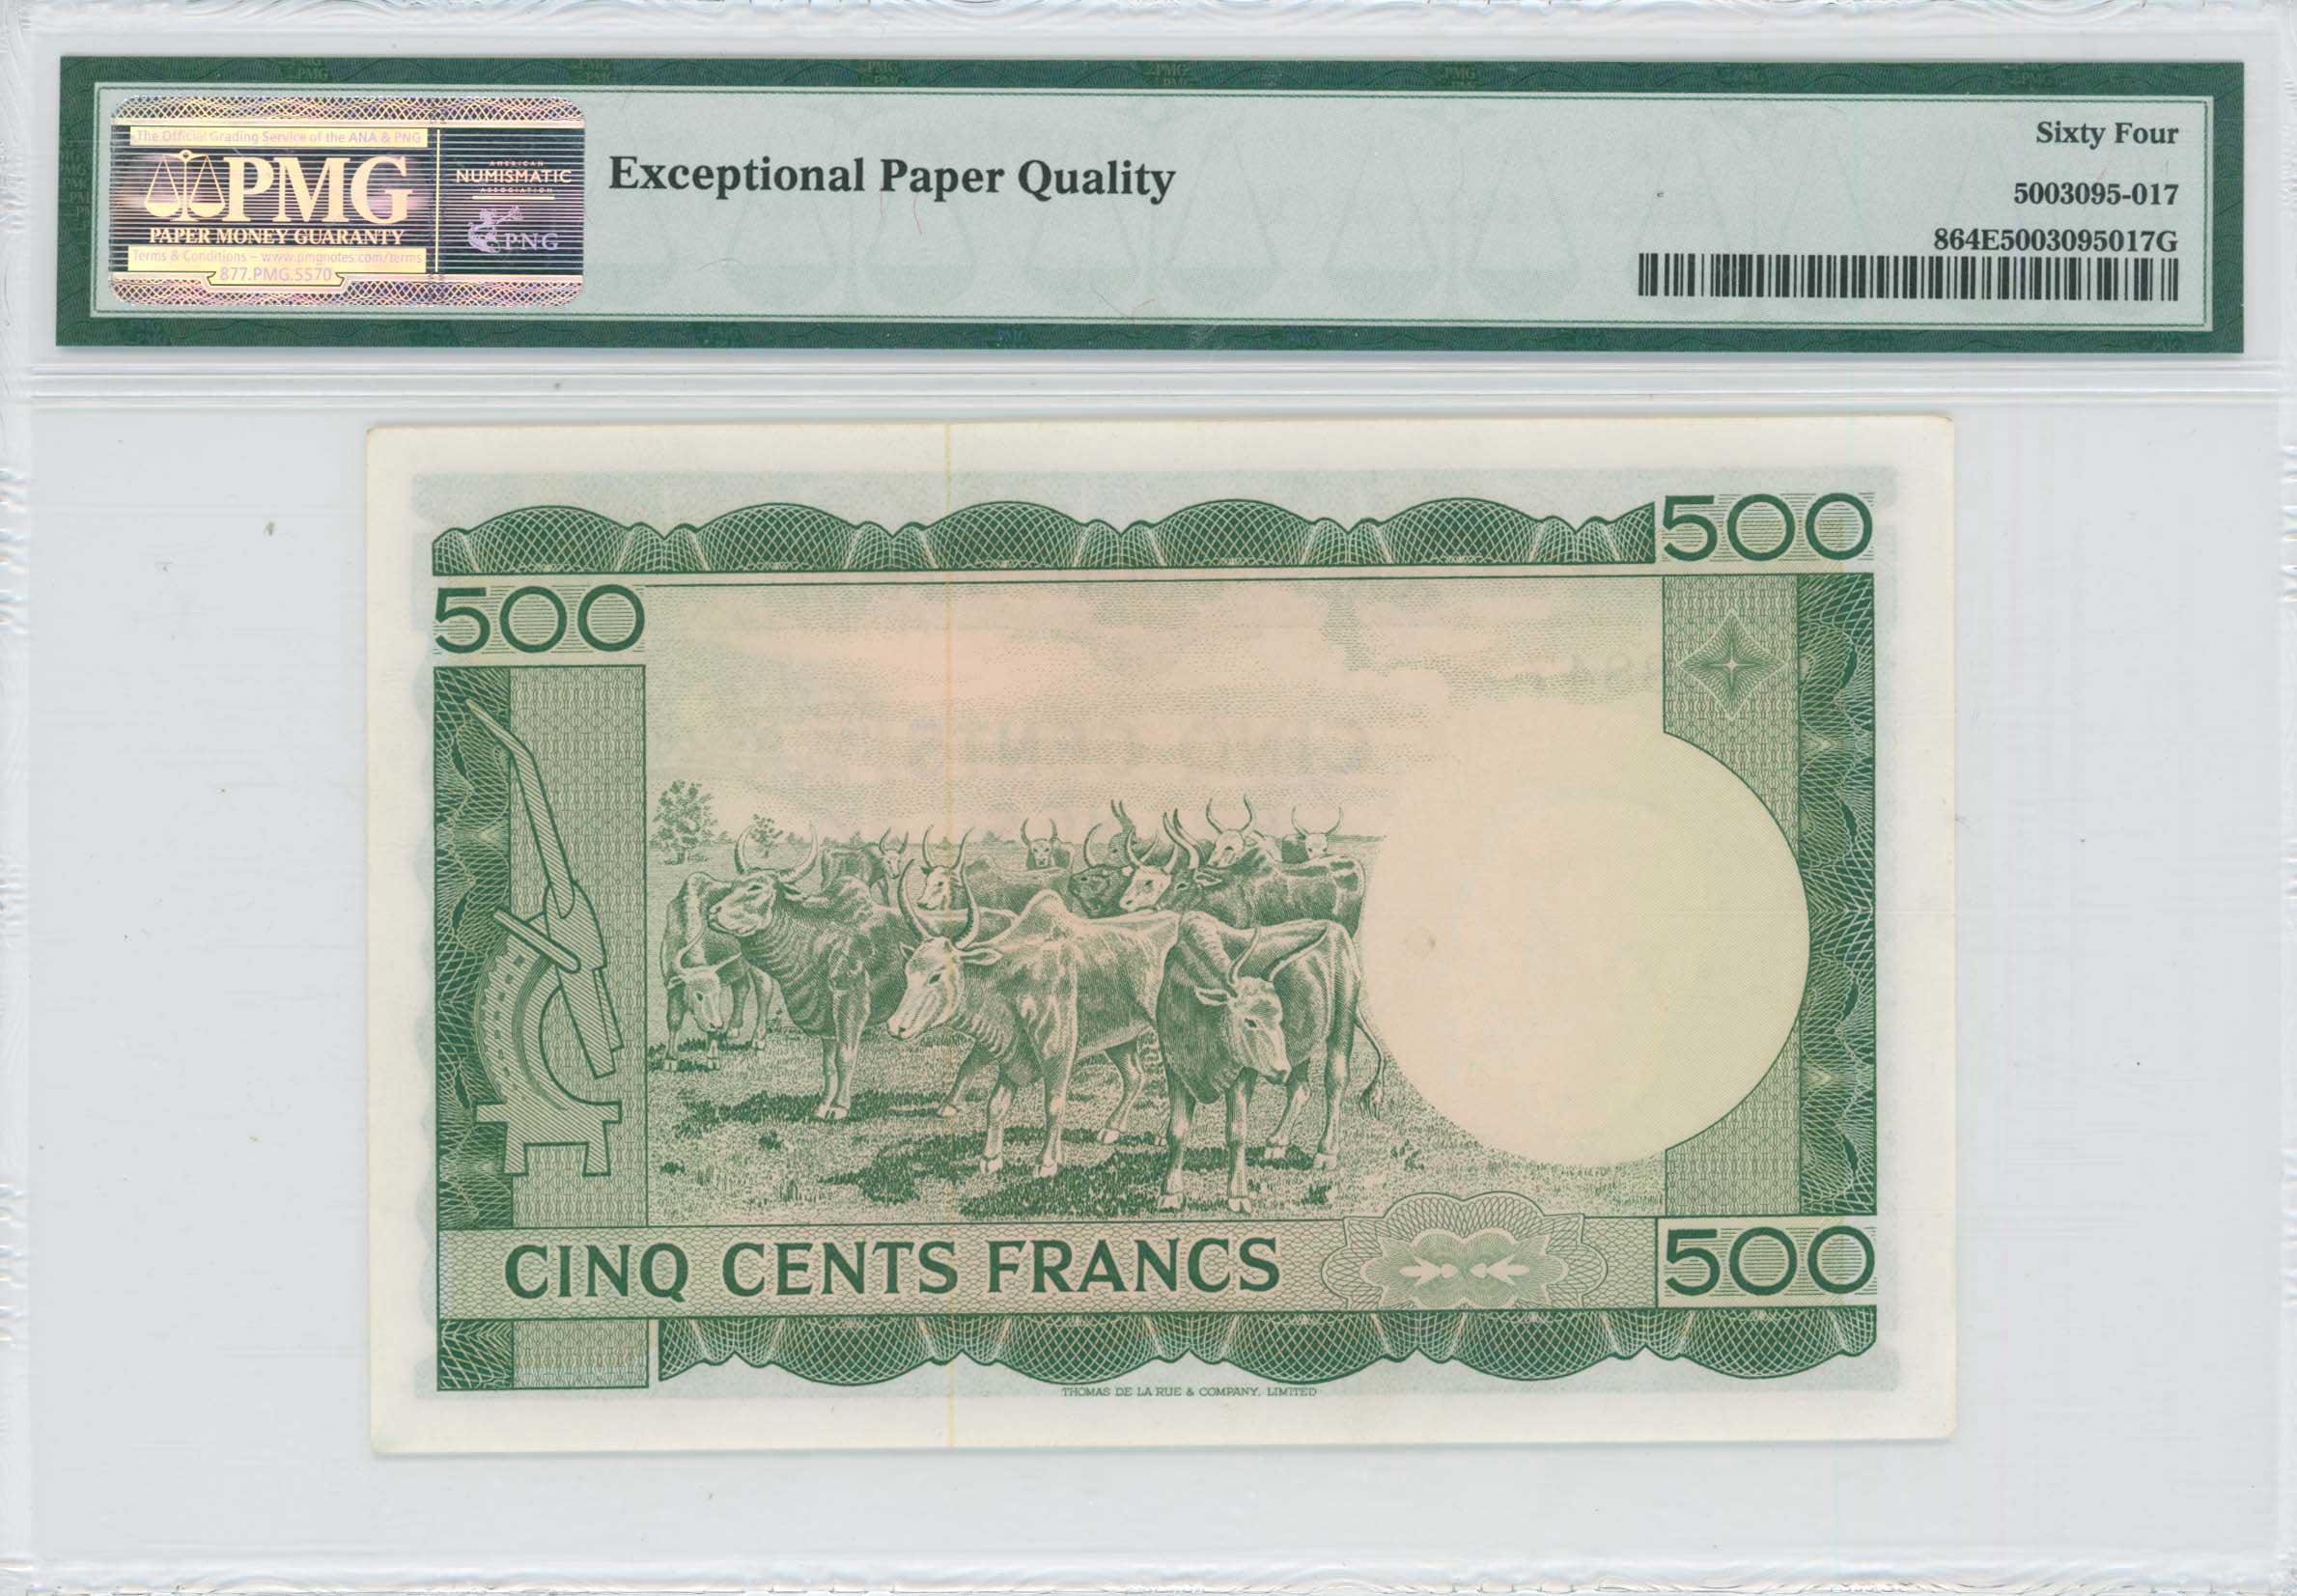 The Official Grading Service of the ANA & PNG
PMG
PAPER MONEY GUARANTY
Terms & Conditions – www.pmgnotes.com/terms
877.PMG.5570
AMERICAN
NUMISMATIC
ASSOCIATION
PNG
Exceptional Paper Quality
Sixty Four
5003095-017
864E5003095017G
500
500
CINQ CENTS FRANCS
500
THOMAS DE LA RUE & COMPANY, LIMITED